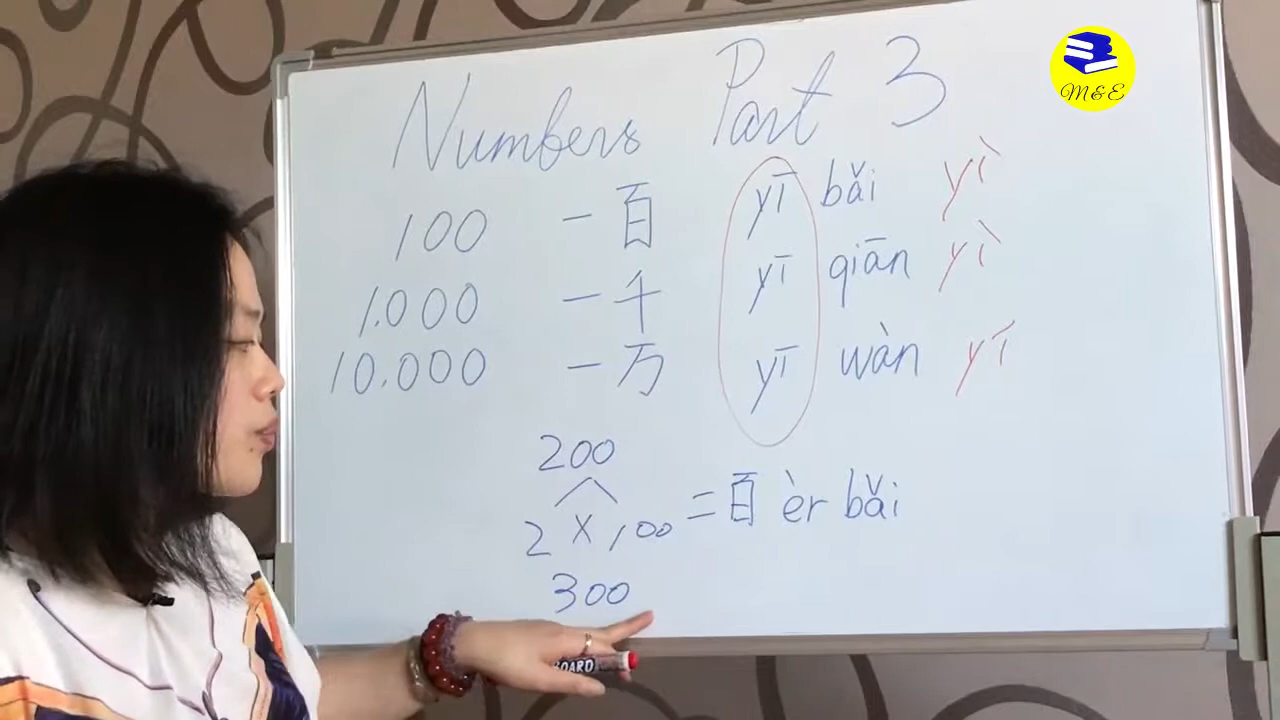 Numbers Part 3
M&E
100 一百 yī bǎi yì
1.000 一千 yī qiān yì
10.000 一万 yī wàn yī
200
2 X 100 二百 èr bǎi
300
OARD